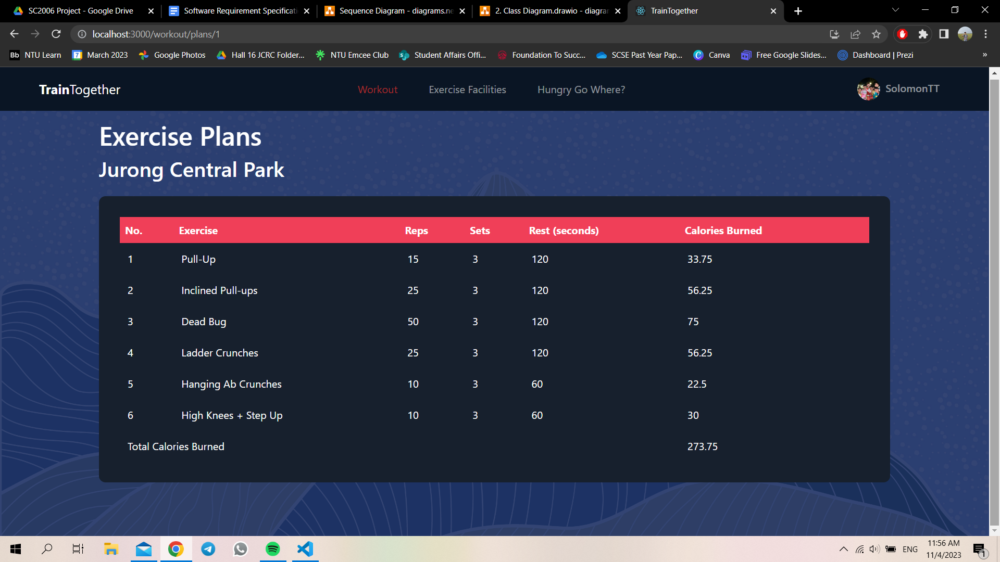 SC2006 Project - Google Drive
Software Requirement Specificati
Sequence Diagram - diagrams.ne
2. Class Diagram.drawio - diagrar
TrainTogether
localhost:3000/workout/plans/1
Bb NTU Learn
7 March 2023
Google Photos
Hall 16 JCRC Folder...
NTU Emcee Club
Student Affairs Offi...
Foundation To Succ...
SCSE Past Year Pap...
Canva
Free Google Slides...
Dashboard | Prezi
»
TrainTogether
Workout
Exercise Facilities
Hungry Go Where?
SolomonTT
Exercise Plans
Jurong Central Park
No. Exercise Reps Sets Rest (seconds) Calories Burned
1 Pull-Up 15 3 120 33.75
2 Inclined Pull-ups 25 3 120 56.25
3 Dead Bug 50 3 120 75
4 Ladder Crunches 25 3 120 56.25
5 Hanging Ab Crunches 10 3 60 22.5
6 High Knees + Step Up 10 3 60 30
Total Calories Burned 273.75
ENG
11:56 AM
11/4/2023
1